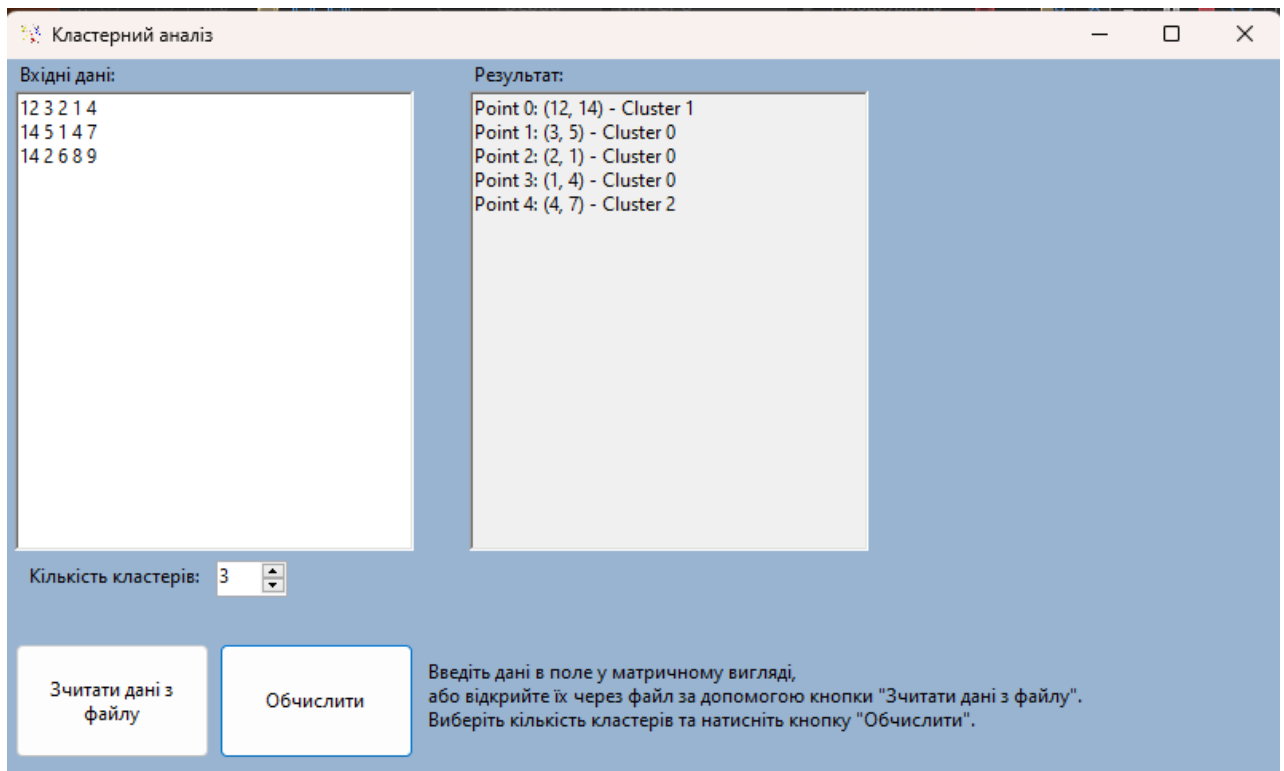 Кластерний аналіз
Вхідні дані:
12 3 2 1 4
14 5 1 4 7
14 2 6 8 9
Результат:
Point 0: (12, 14) - Cluster 1
Point 1: (3, 5) - Cluster 0
Point 2: (2, 1) - Cluster 0
Point 3: (1, 4) - Cluster 0
Point 4: (4, 7) - Cluster 2
Кількість кластерів: 3
Зчитати дані з
файлу
Обчислити
Введіть дані в поле у матричному вигляді,
або відкрийте їх через файл за допомогою кнопки "Зчитати дані з файлу".
Виберіть кількість кластерів та натисніть кнопку "Обчислити".